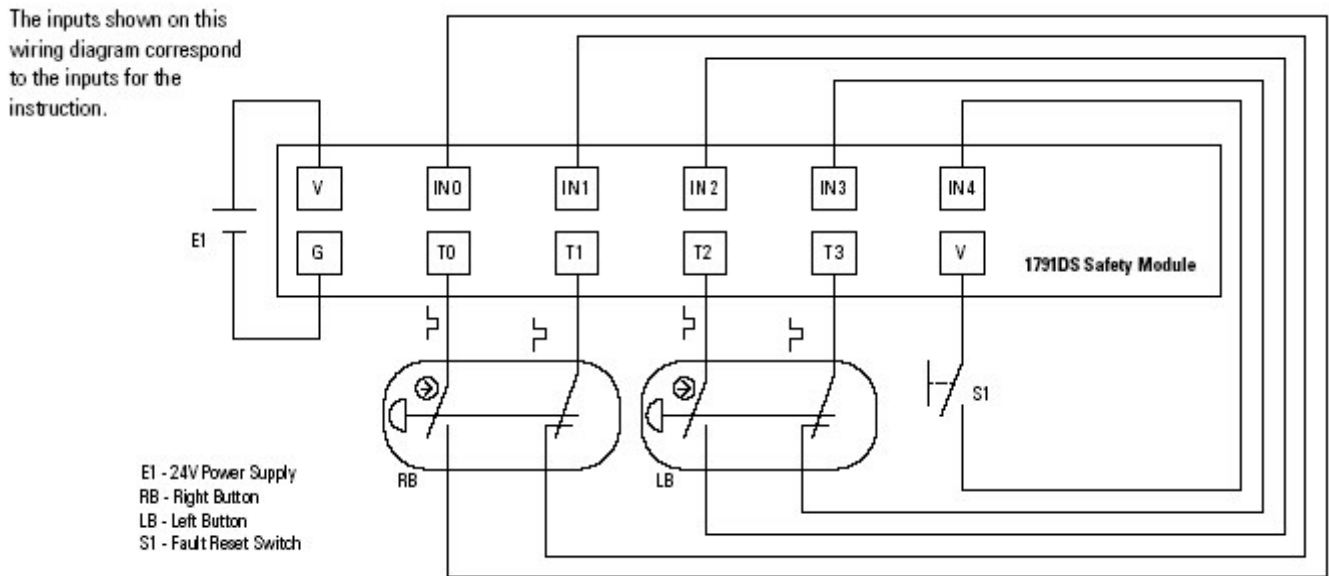 The inputs shown on this
wiring diagram correspond
to the inputs for the
instruction.
V IN0 IN1 IN2 IN3 IN4
E1
G T0 T1 T2 T3 V
1791DS Safety Module
S1
RB LB
E1 - 24V Power Supply
RB - Right Button
LB - Left Button
S1 - Fault Reset Switch